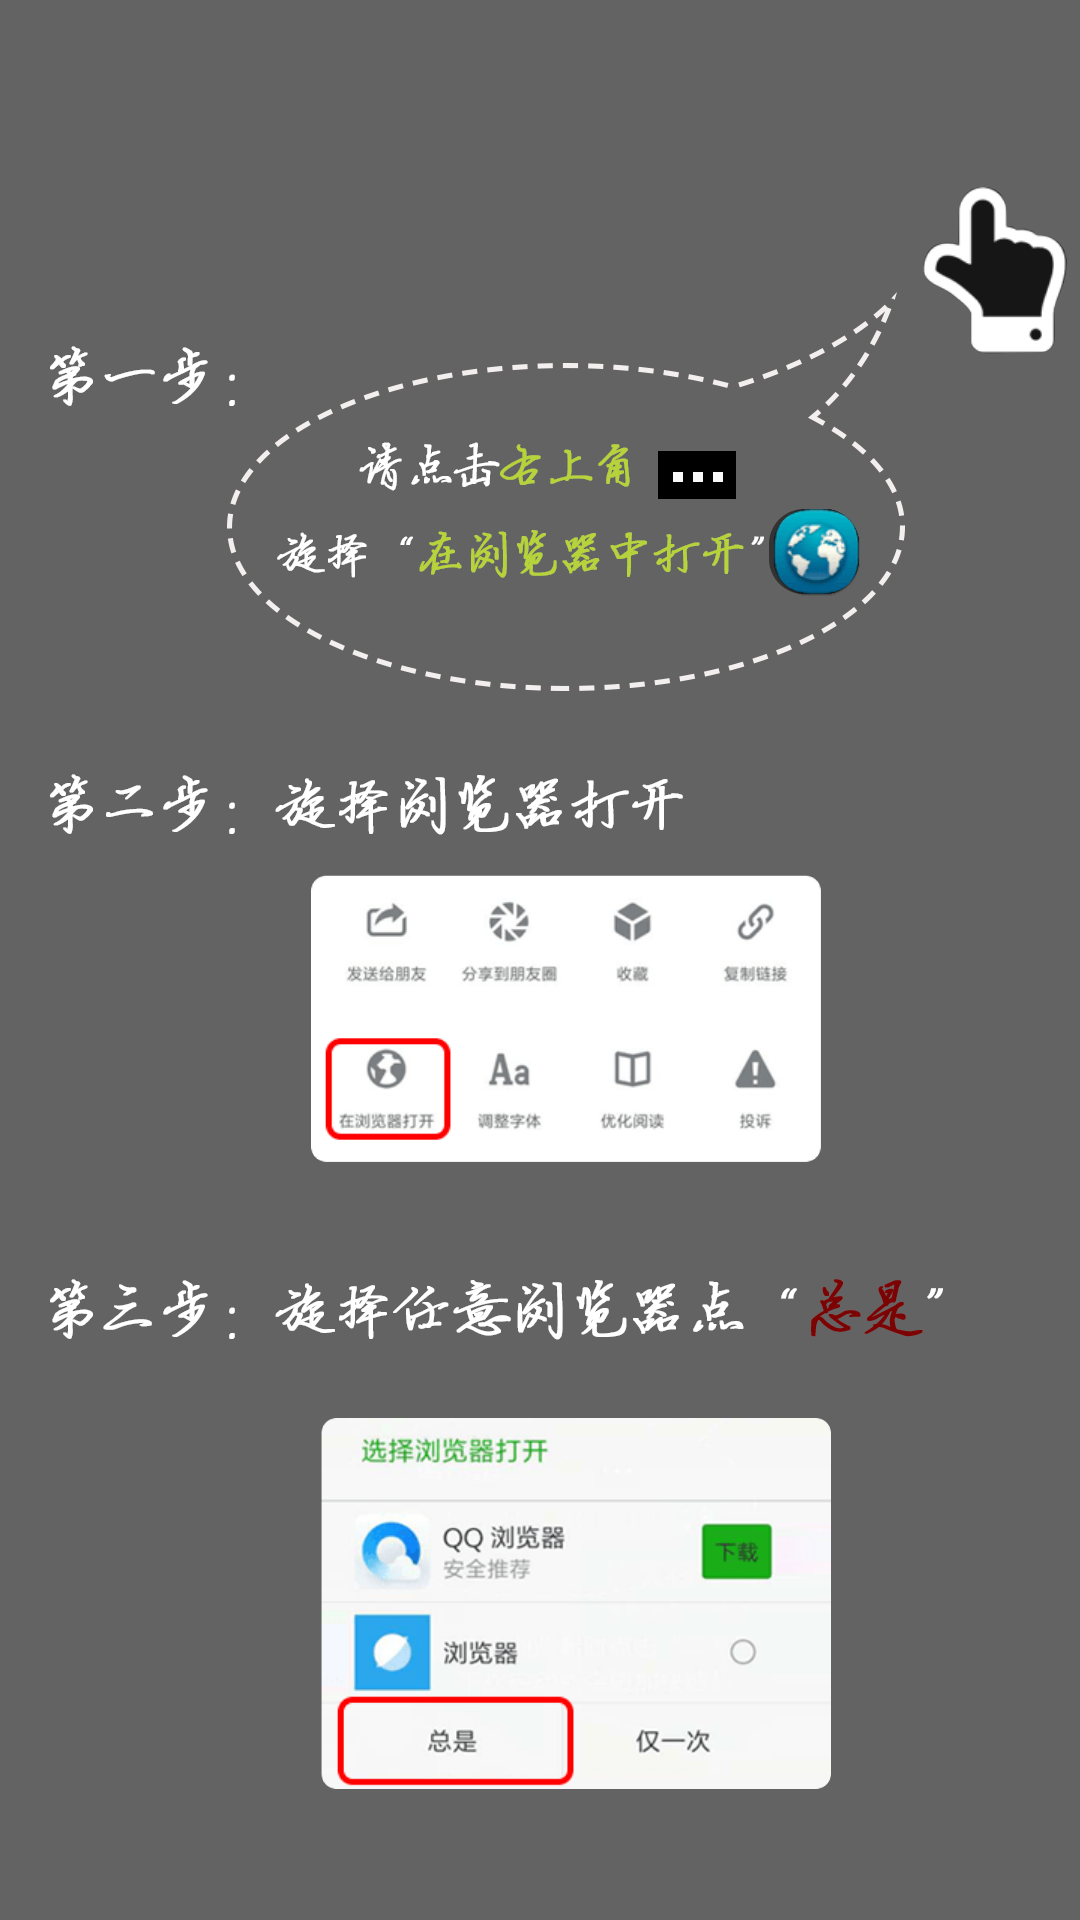 第一步：
请点击右上角
旋择“在浏览器中打开”
第二步：旋择浏览器打开
发送给朋友 分享到朋友圈 收藏 复制链接
在浏览器打开 调整字体 优化阅读 投诉
Aa
第三步：旋择任意浏览器点“总是”
选择浏览器打开
QQ 浏览器
安全推荐
下载
浏览器
总是 仅一次